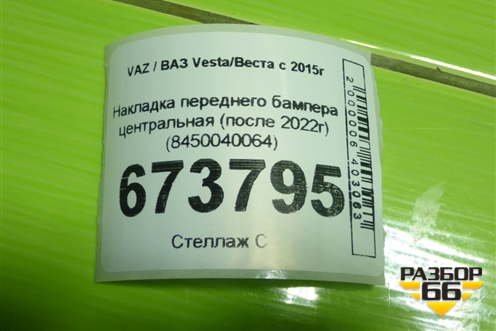 VAZ / ВАЗ Vesta/Веста с 2015г
Накладка переднего бампера
центральная (после 2022г)
(8450040064)
673795
Стеллаж С
2000006403063
РАЗБОР
66